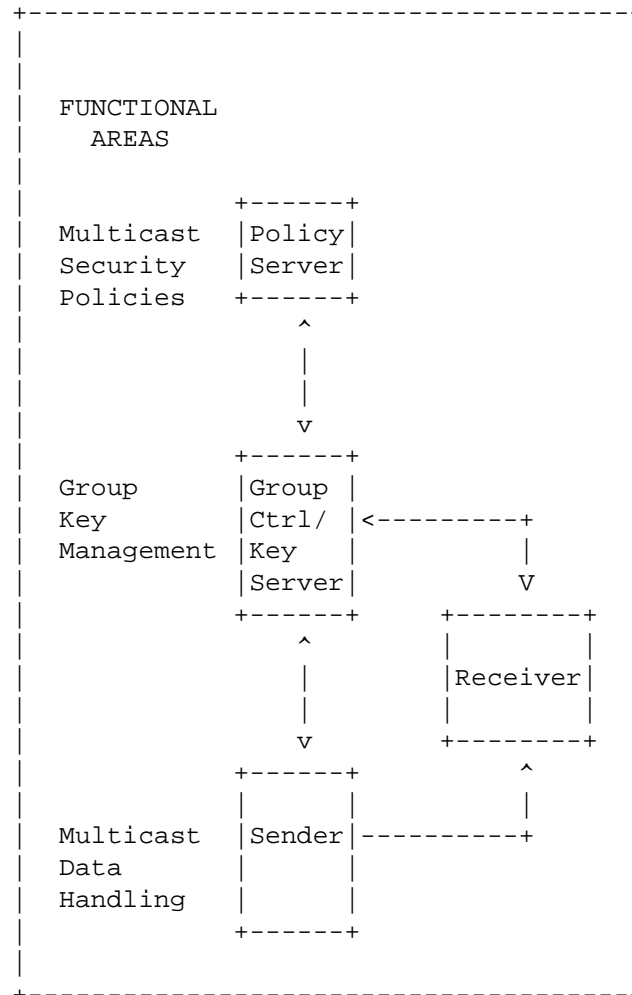 FUNCTIONAL
AREAS
Multicast Policy
Security Server
Policies
Group Group
Key Ctrl/
Management Key
Server
Receiver
Multicast Sender
Data
Handling